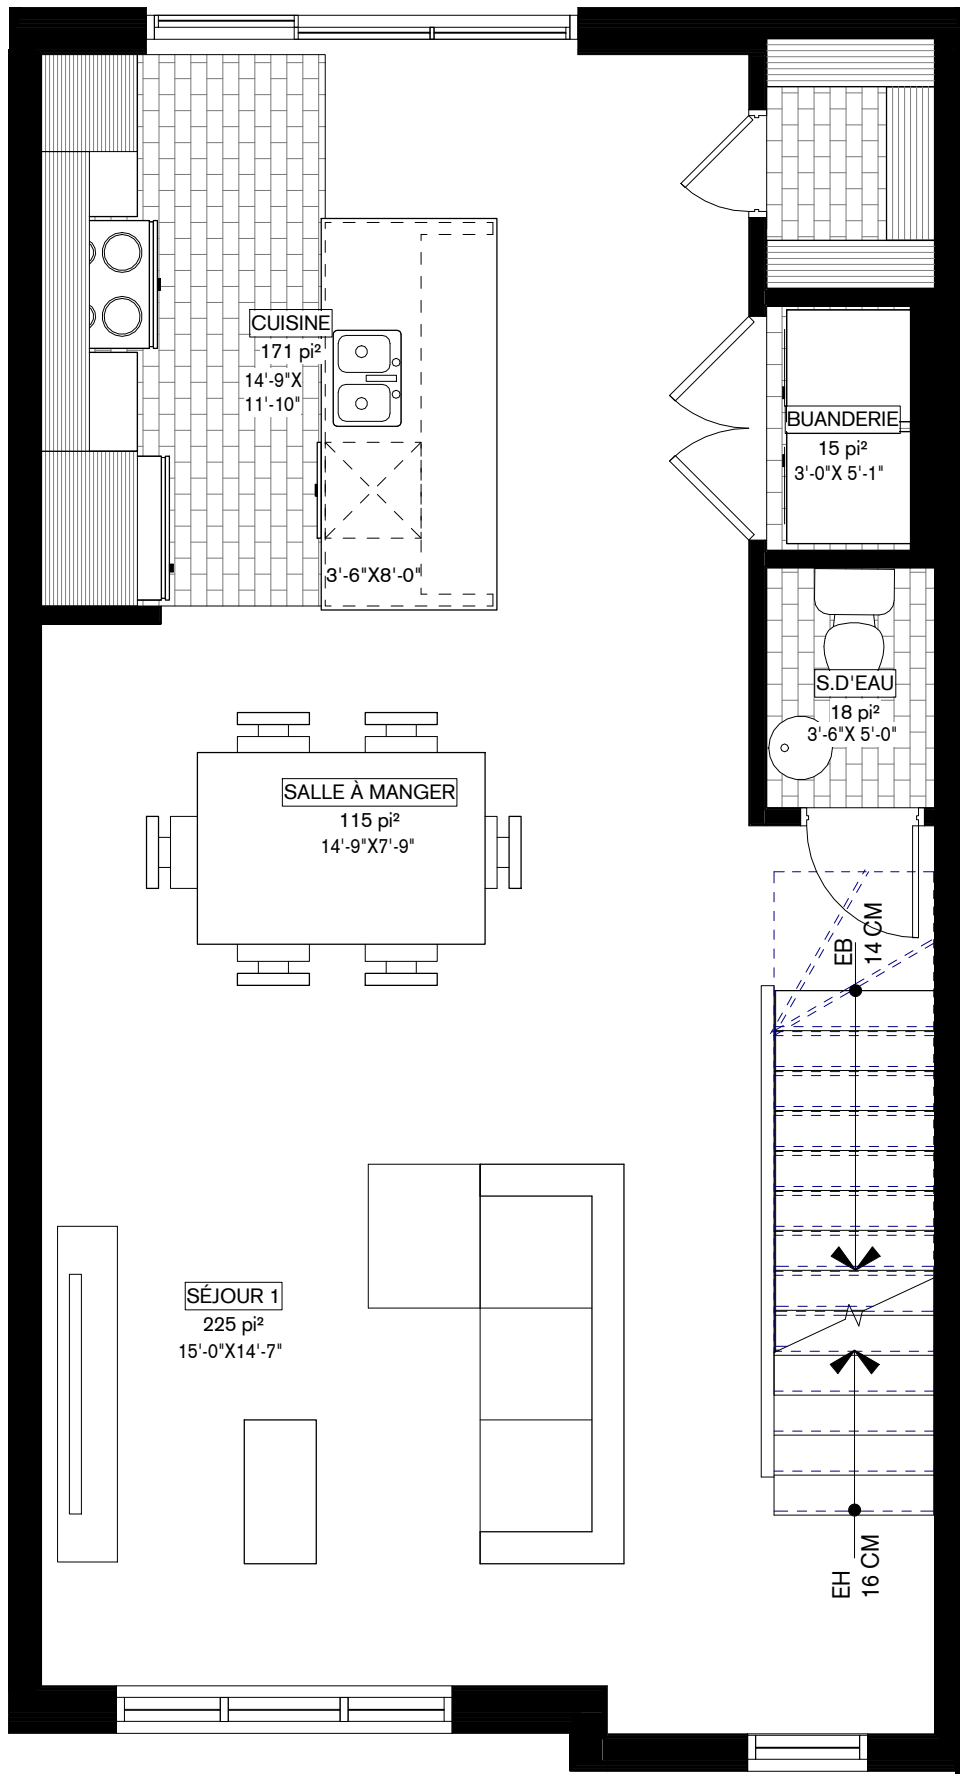 CUISINE
171 pi²
14'-9"X
11'-10"
3'-6"X8'-0"
BUANDERIE
15 pi²
3'-0"X 5'-1"
S.D'EAU
18 pi²
3'-6"X 5'-0"
SALLE À MANGER
115 pi²
14'-9"X7'-9"
EB
14 CM
SÉJOUR 1
225 pi²
15'-0"X14'-7"
EH
16 CM